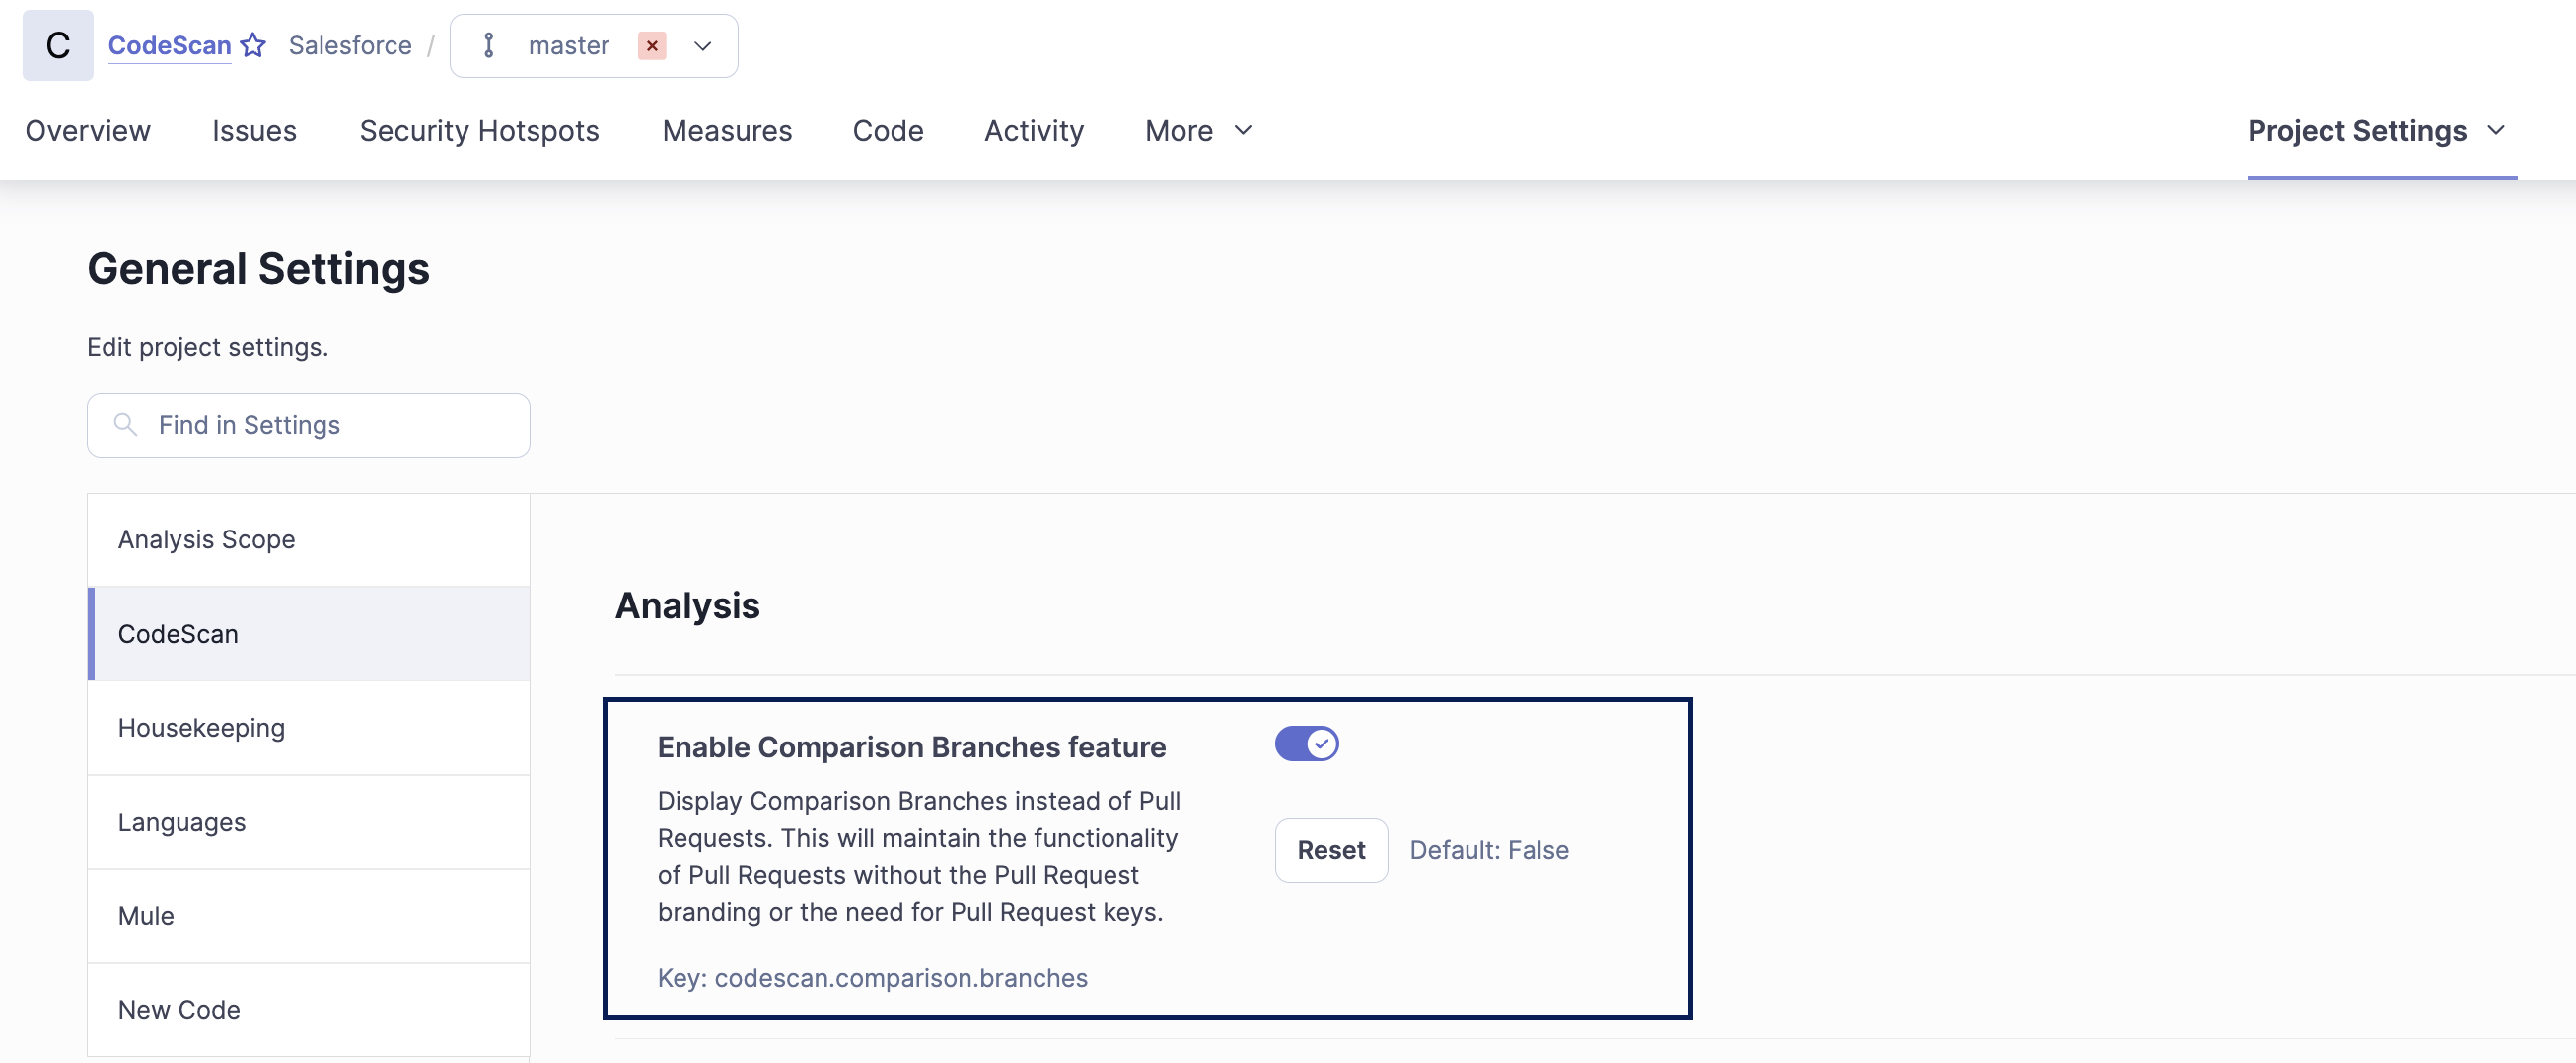 C CodeScan Salesforce / master
Overview Issues Security Hotspots Measures Code Activity More Project Settings
General Settings
Edit project settings.
Find in Settings
Analysis Scope
CodeScan
Housekeeping
Languages
Mule
New Code
Analysis
Enable Comparison Branches feature
Display Comparison Branches instead of Pull
Requests. This will maintain the functionality
of Pull Requests without the Pull Request
branding or the need for Pull Request keys.
Key: codescan.comparison.branches
Reset Default: False